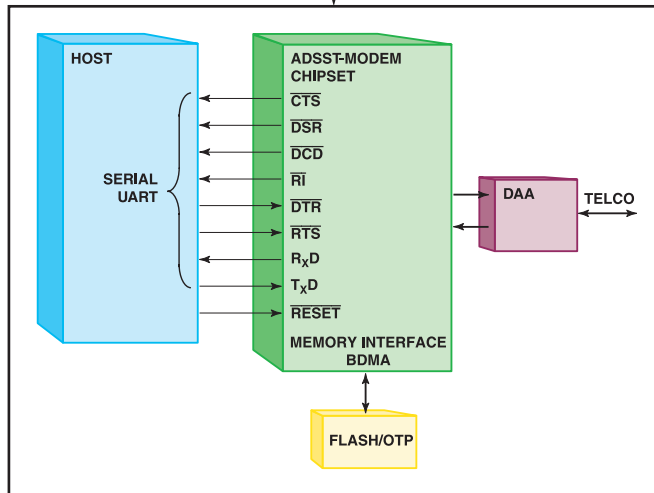 HOST
ADSST-MODEM
CHIPSET
CTS
DSR
DCD
RI
SERIAL
UART
DTR
RTS
RXD
TXD
RESET
MEMORY INTERFACE
BDMA
DAA
TELCO
FLASH/OTP